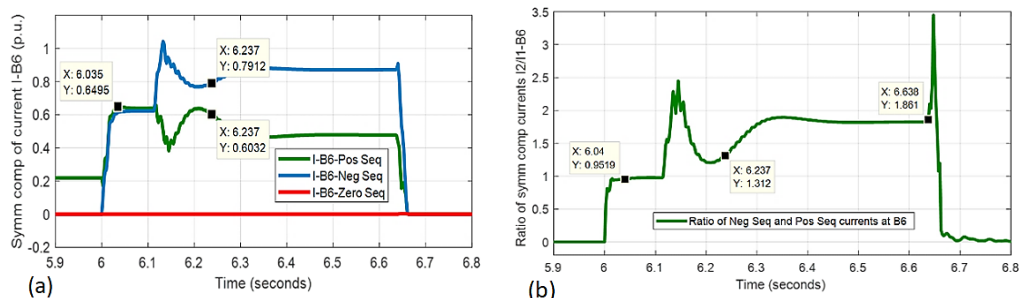 Symm comp of current I-B6 (p.u.)
1
0.8
0.6
0.4
0.2
0
-0.2
X: 6.035
Y: 0.6495
X: 6.237
Y: 0.7912
X: 6.237
Y: 0.6032
I-B6-Pos Seq
I-B6-Neg Seq
I-B6-Zero Seq
5.9 6 6.1 6.2 6.3 6.4 6.5 6.6 6.7 6.8
Time (seconds)
(a)
Ratio of symm comp currents I2/I1-B6
3.5
3
2.5
2
1.5
1
0.5
0
X: 6.04
Y: 0.9519
X: 6.237
Y: 1.312
X: 6.638
Y: 1.861
Ratio of Neg Seq and Pos Seq currents at B6
5.9 6 6.1 6.2 6.3 6.4 6.5 6.6 6.7 6.8
Time (seconds)
(b)